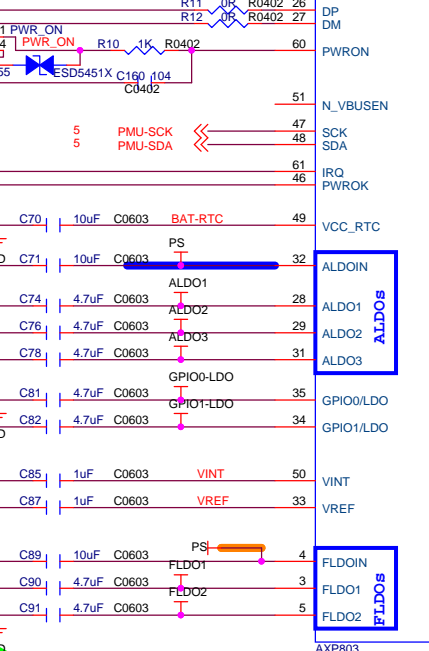 R11 0R R0402 26 DP
R12 0R R0402 27 DM
PWR_ON
PWR_ON R10 1K R0402 60 PWRON
55 ESD5451X C160 104
C0402
51 N_VBUSEN
5 PMU-SCK 47 SCK
5 PMU-SDA 48 SDA
61 IRQ
46 PWROK
C70 10uF C0603 BAT-RTC 49 VCC_RTC
PS
C71 10uF C0603 32 ALDOIN
ALDO1
C74 4.7uF C0603 28 ALDO1
ALDO2
C76 4.7uF C0603 29 ALDO2
ALDO3
C78 4.7uF C0603 31 ALDO3
ALDOs
GPIO0-LDO
C81 4.7uF C0603 35 GPIO0/LDO
GPIO1-LDO
C82 4.7uF C0603 34 GPIO1/LDO
C85 1uF C0603 VINT 50 VINT
C87 1uF C0603 VREF 33 VREF
PS
C89 10uF C0603 4 FLDOIN
FLDO1
C90 4.7uF C0603 3 FLDO1
FLDO2
C91 4.7uF C0603 5 FLDO2
FLDOs
AXP803